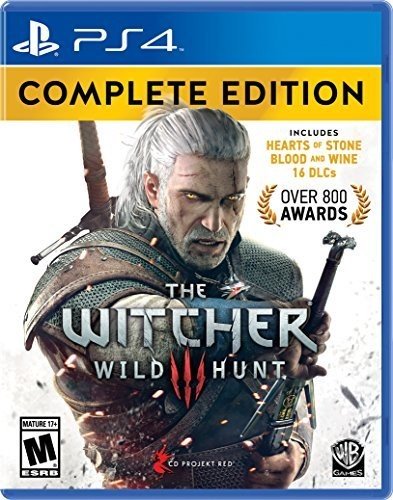 PS4
COMPLETE EDITION
INCLUDES
HEARTS OF STONE
BLOOD AND WINE
16 DLCs
OVER 800
AWARDS
THE
WITCHER
WILD III HUNT
MATURE 17+
M
ESRB
CD PROJEKT RED®
WB
GAMES